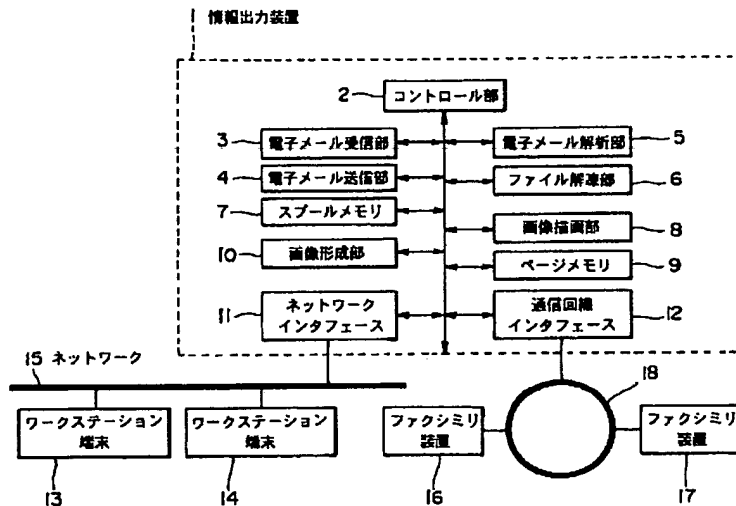 情報出力装置
2 コントロール部
3 電子メール受信部
電子メール解析部 5
4 電子メール送信部
ファイル解凍部 6
7 スプールメモリ
画像描画部 8
10 画像形成部
ページメモリ 9
11 ネットワーク
インタフェース
通信回線
インタフェース 12
15 ネットワーク
18
ワークステーション
端末
13
ワークステーション
端末
14
ファクシミリ
装置
16
ファクシミリ
装置
17